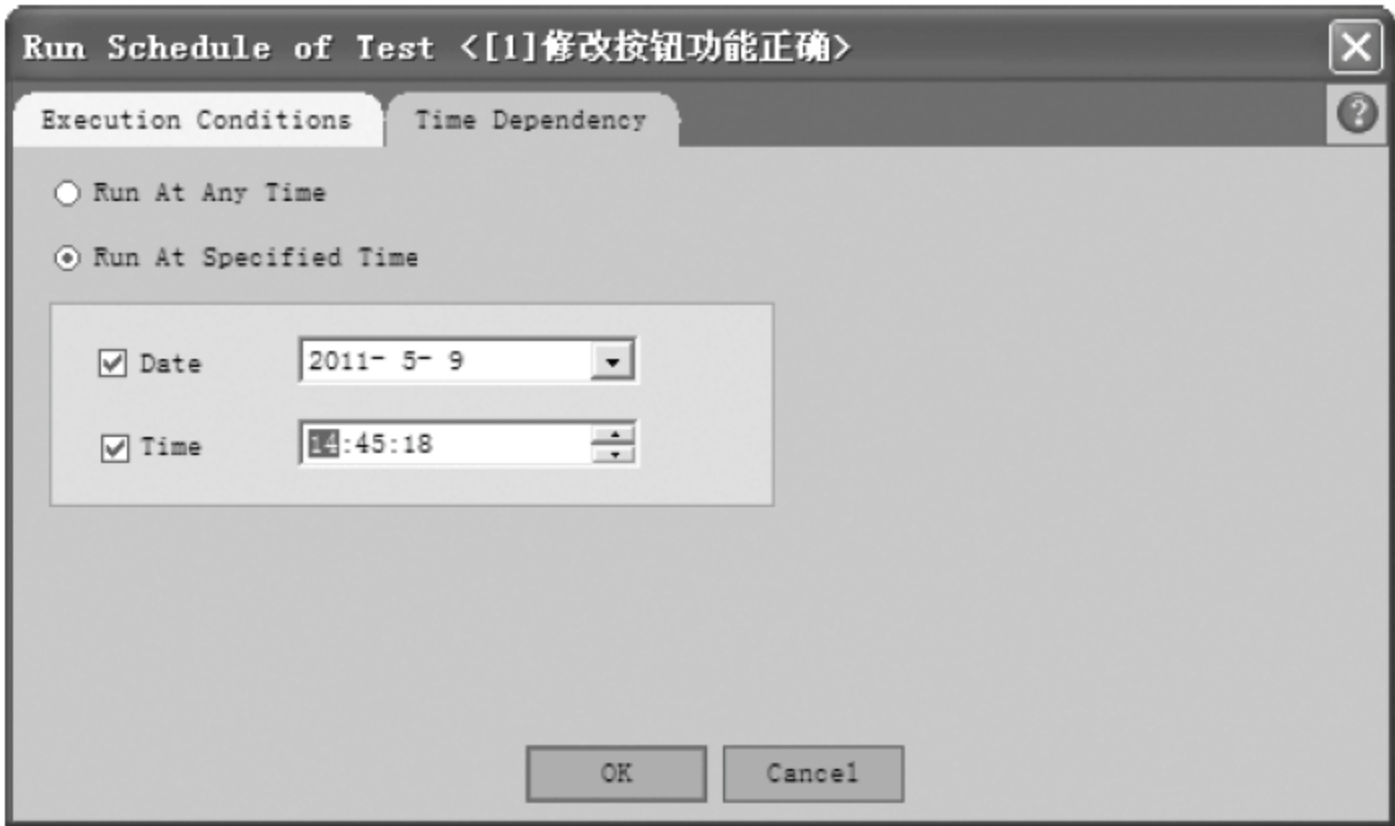 Run Schedule of Test <[1]修改按钮功能正确>
Execution Conditions Time Dependency ?
Run At Any Time
Run At Specified Time
Date 2011- 5- 9
Time 14:45:18
OK Cancel